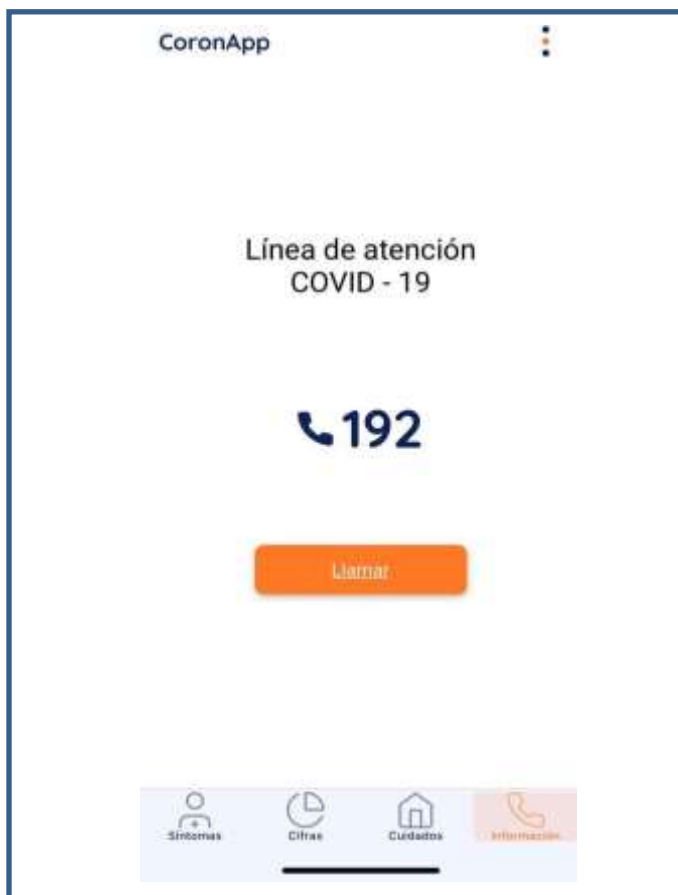 CoronApp
Línea de atención
COVID - 19
192
Llamar
Síntomas Cifras Cuidados Información